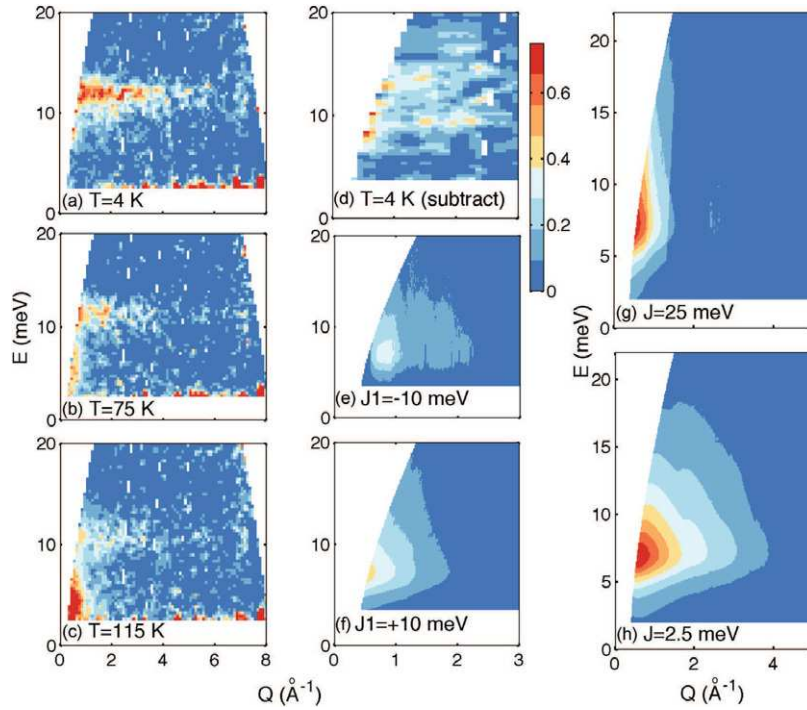 20
10
0
(a) T=4 K
20
10
0
(b) T=75 K
20
10
0
(c) T=115 K
0 2 4 6 8
E (meV)
Q (Å⁻¹)
20
10
0
(d) T=4 K (subtract)
20
10
0
(e) J1=-10 meV
20
10
0
(f) J1=+10 meV
0 1 2 3
0.6
0.4
0.2
0
20
15
10
5
0
(g) J=25 meV
20
15
10
5
0
(h) J=2.5 meV
0 2 4
E (meV)
Q (Å⁻¹)